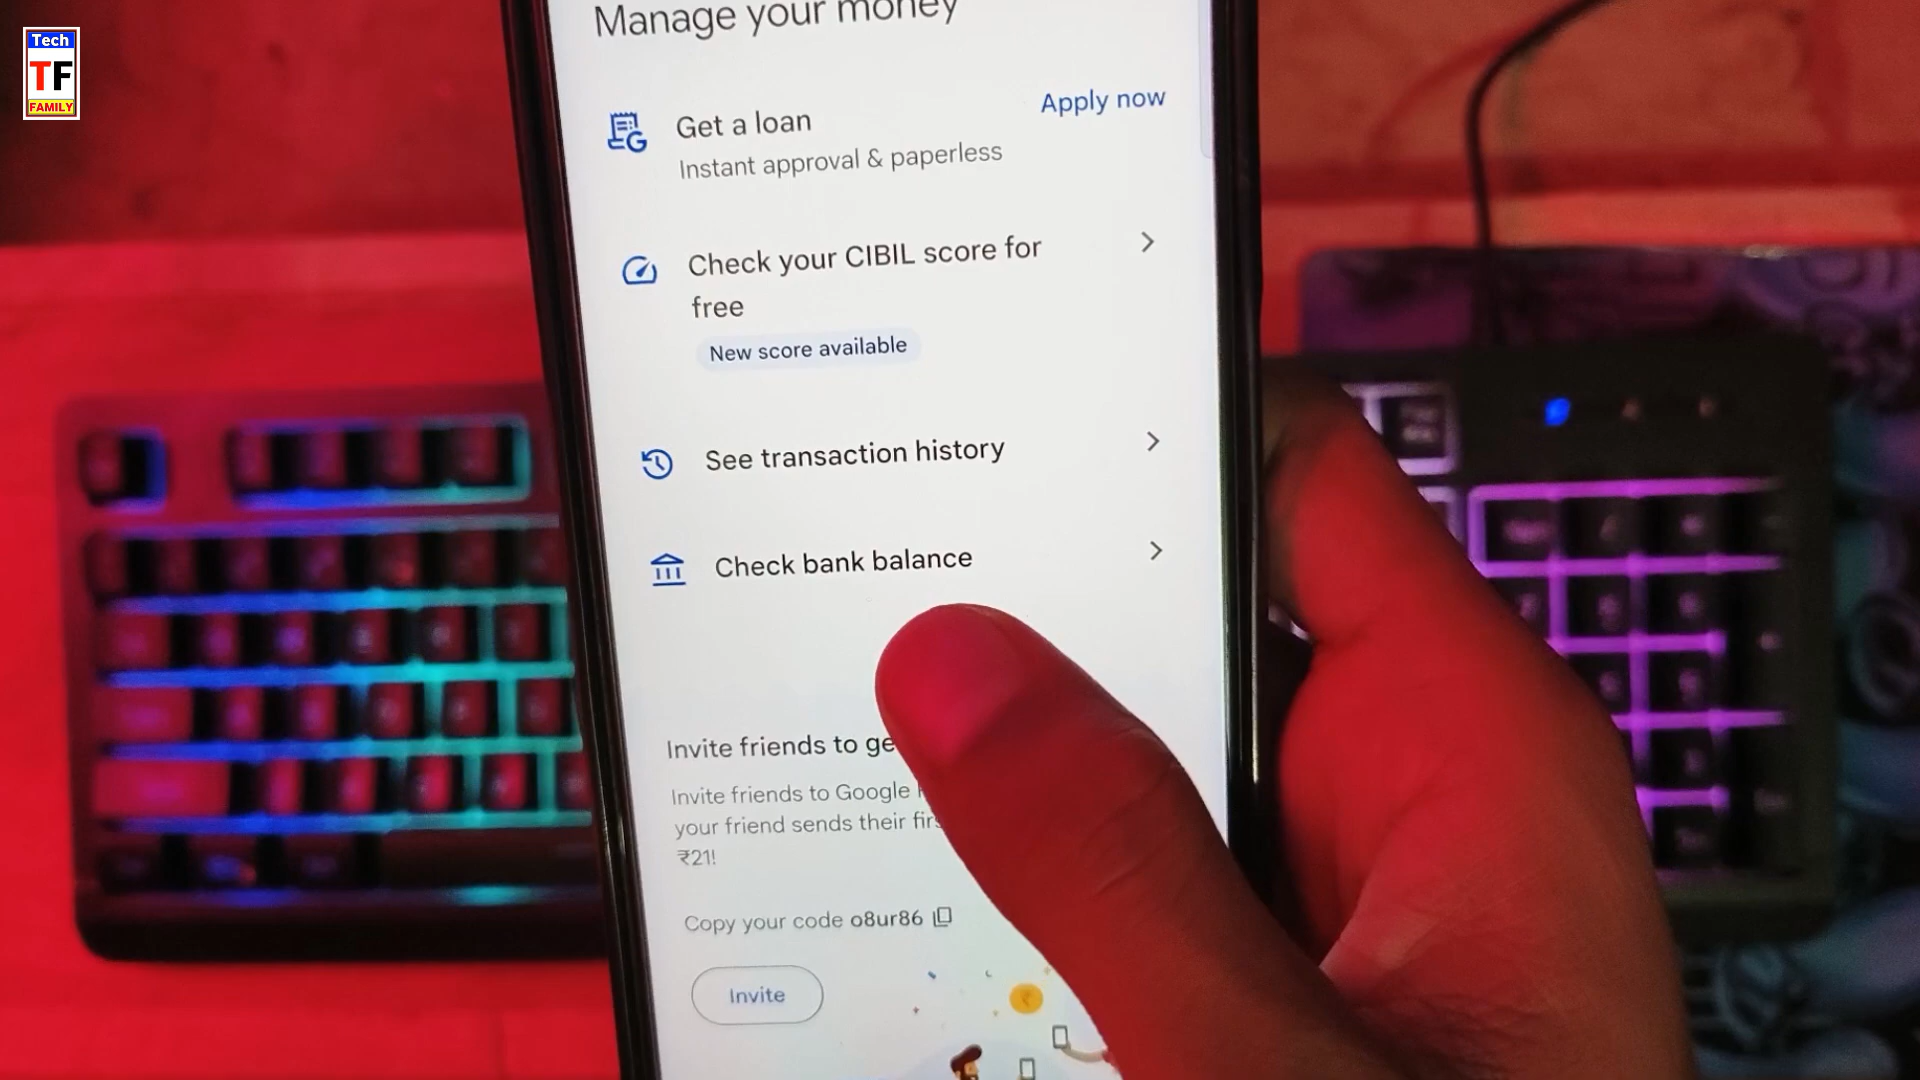 Tech
TF
FAMILY
Manage your money
Get a loan
Apply now
Instant approval & paperless
Check your CIBIL score for
free
New score available
See transaction history
Check bank balance
Invite friends to ge
Invite friends to Google
your friend sends their firs
₹21!
Copy your code o8ur86
Invite